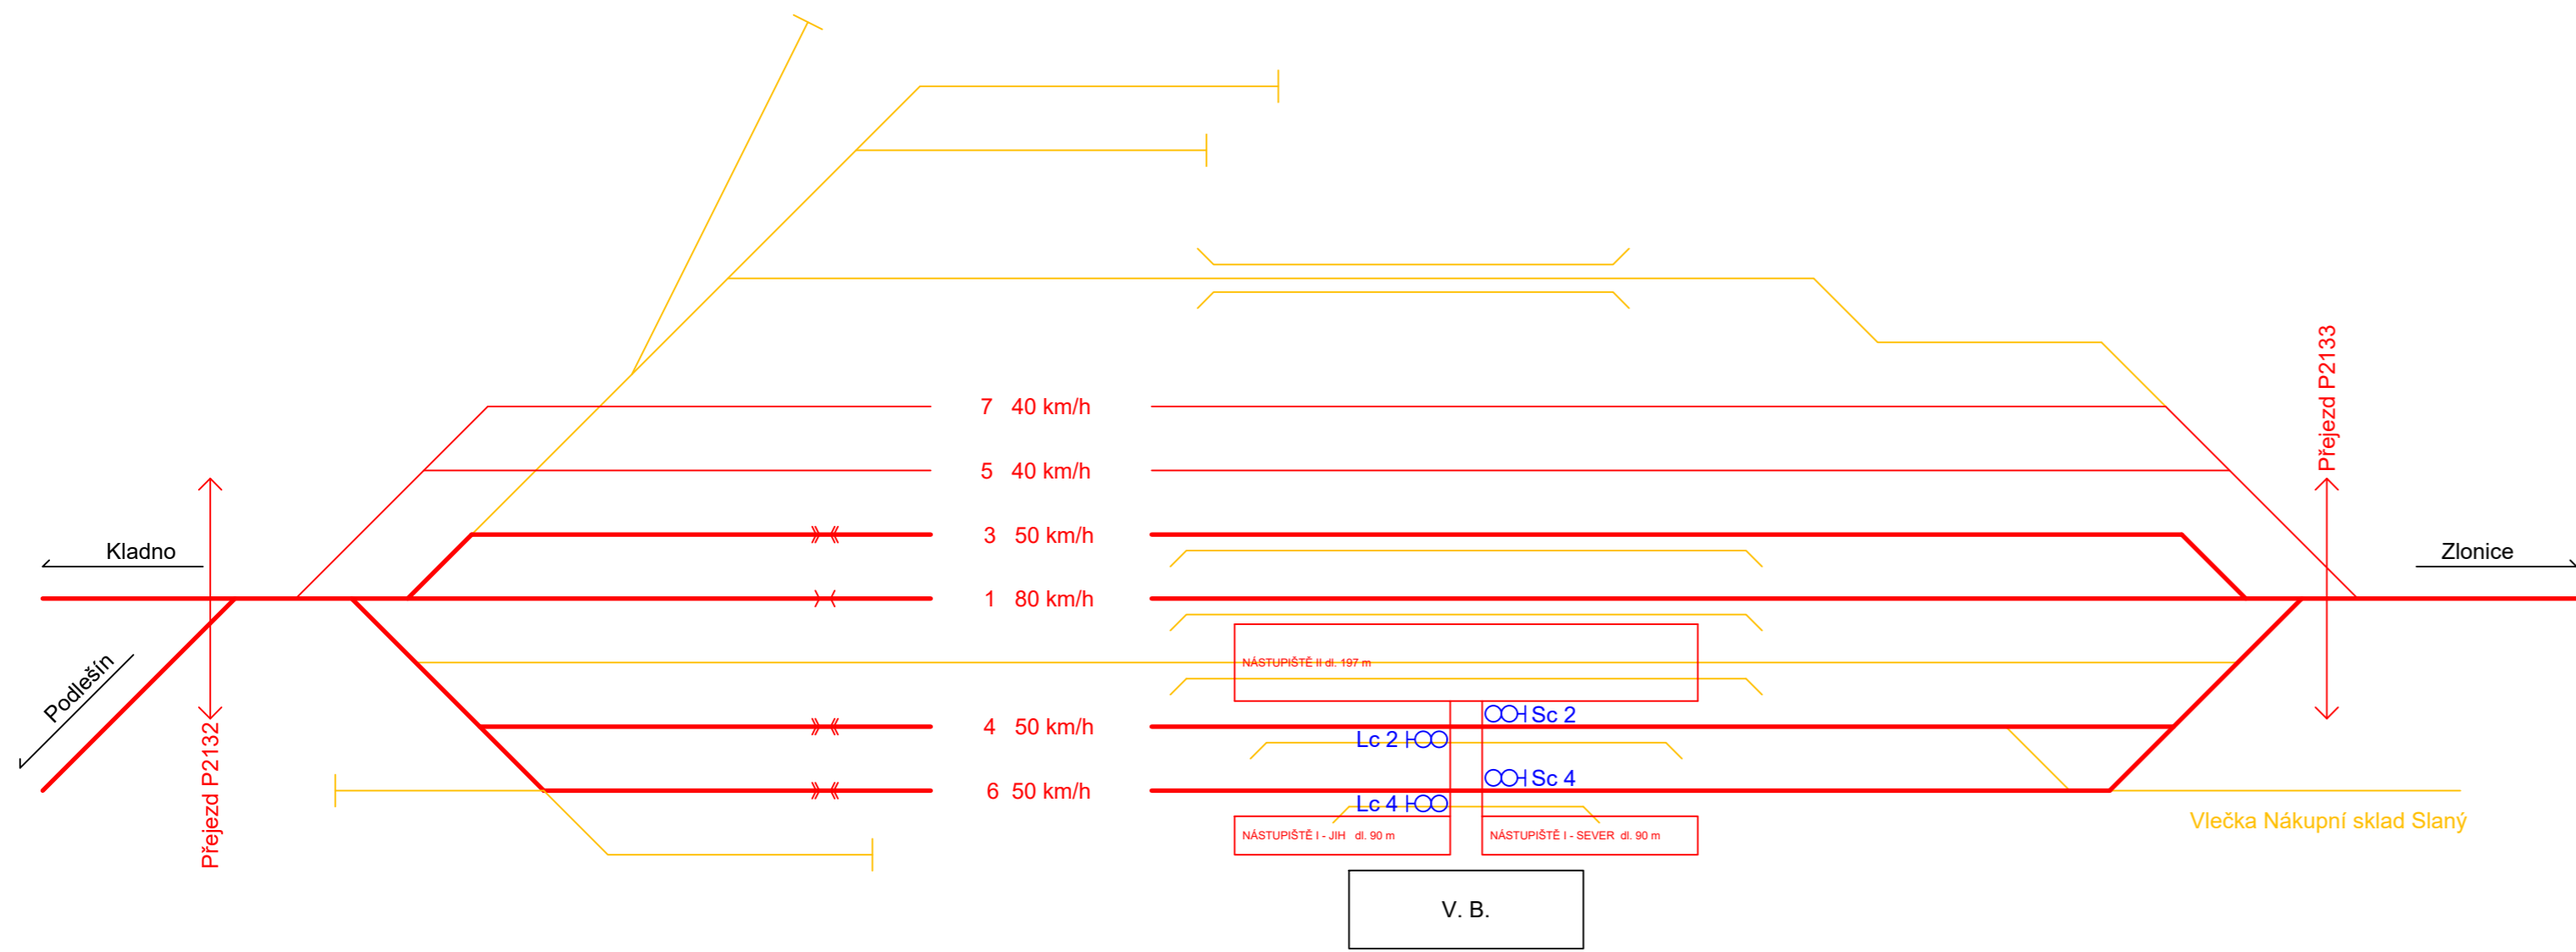 7 40 km/h
5 40 km/h
3 50 km/h
Přejezd P2133
Kladno
Zlonice
1 80 km/h
Podlešín
NÁSTUPIŠTĚ II dl. 197 m
Přejezd P2132
4 50 km/h
Sc 2
Lc 2
6 50 km/h
Sc 4
Lc 4
Vlečka Nákupní sklad Slaný
NÁSTUPIŠTĚ I - JIH dl. 90 m
NÁSTUPIŠTĚ I - SEVER dl. 90 m
V. B.